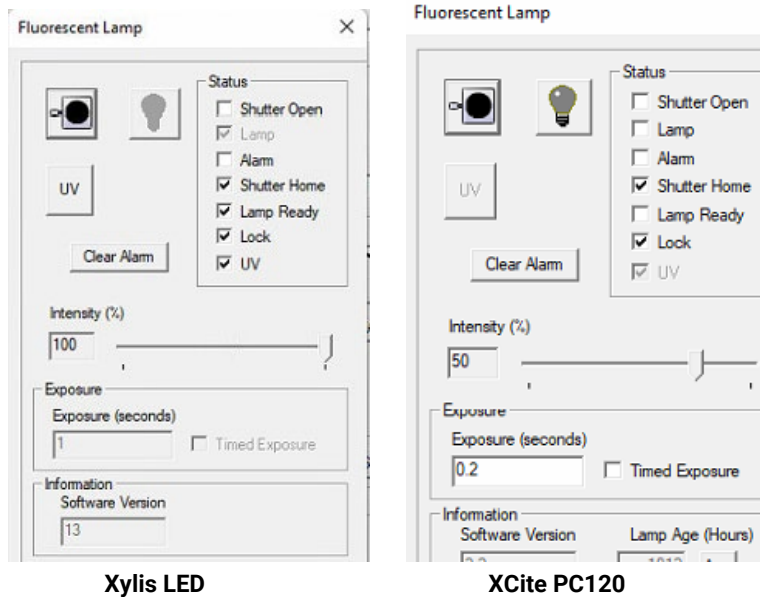 Fluorescent Lamp
Status
Shutter Open
Lamp
Alarm
Shutter Home
UV
Lamp Ready
Lock
Clear Alarm
UV
Intensity (%)
100
Exposure
Exposure (seconds)
1
Timed Exposure
Information
Software Version
13
Xylis LED
Fluorescent Lamp
Status
Shutter Open
Lamp
Alarm
UV
Shutter Home
Lamp Ready
Lock
Clear Alarm
UV
Intensity (%)
50
Exposure
Exposure (seconds)
0.2
Timed Exposure
Information
Software Version
Lamp Age (Hours)
XCite PC120